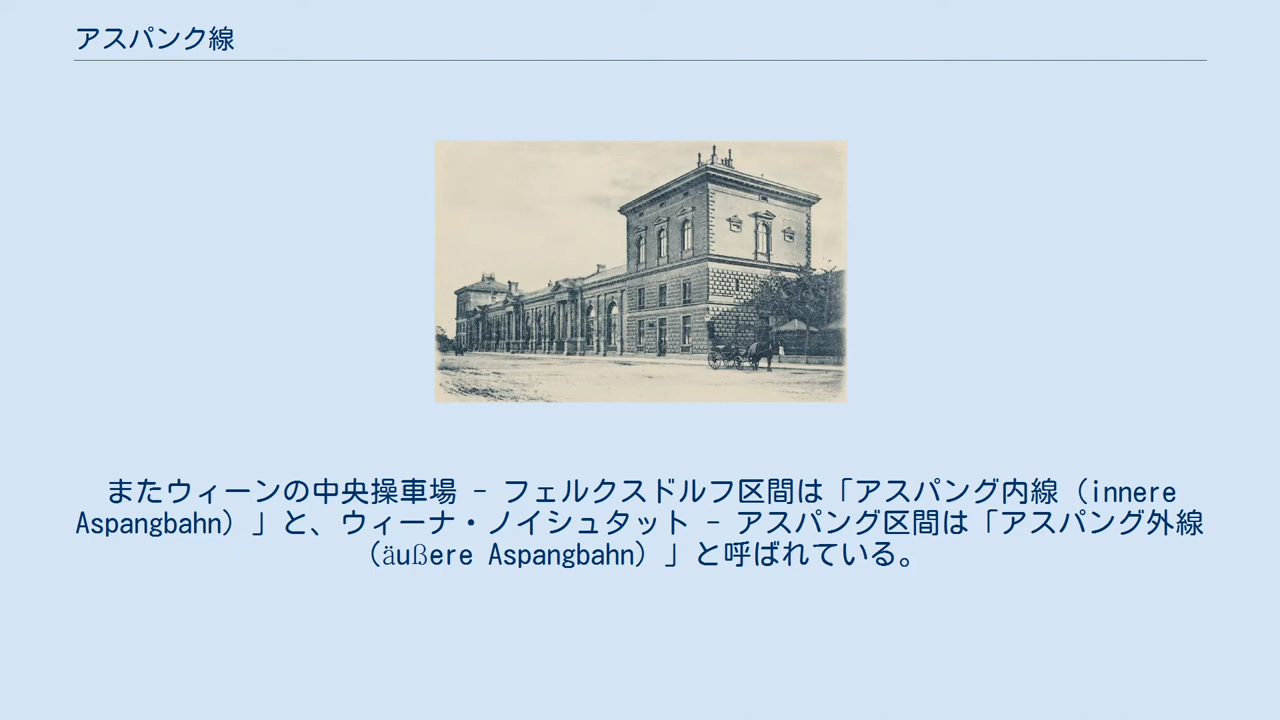 アスパンク線
またウィーンの中央操車場 – フェルクスドルフ区間は「アスパング内線（innere
Aspangbahn）」と、ウィーナ・ノイシュタット – アスパング区間は「アスパング外線
（äußere Aspangbahn）」と呼ばれている。